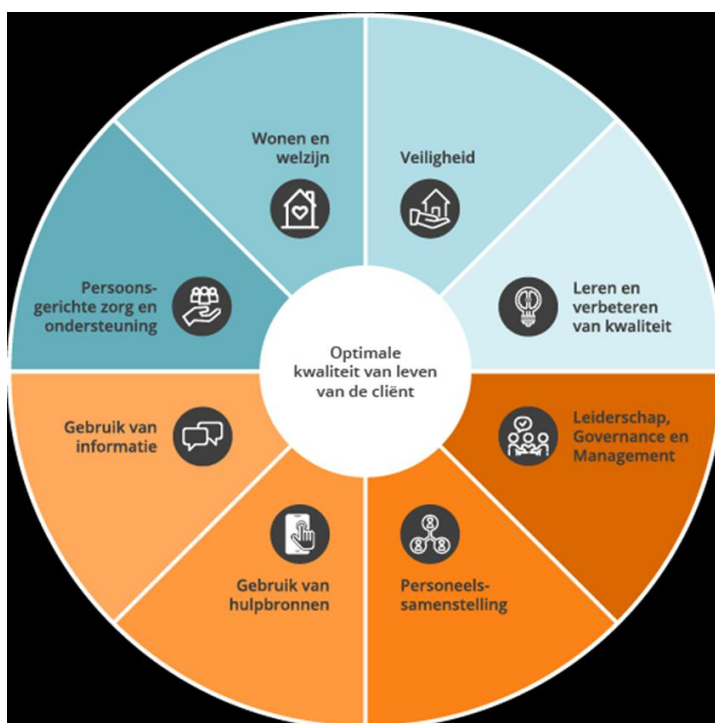 Wonen en
welzijn
Veiligheid
Persoons-
gerichte zorg en
ondersteuning
Leren en
verbeteren
van kwaliteit
Optimale
kwaliteit van leven
van de cliënt
Gebruik van
informatie
Leiderschap,
Governance en
Management
Gebruik van
hulpbronnen
Personeels-
samenstelling